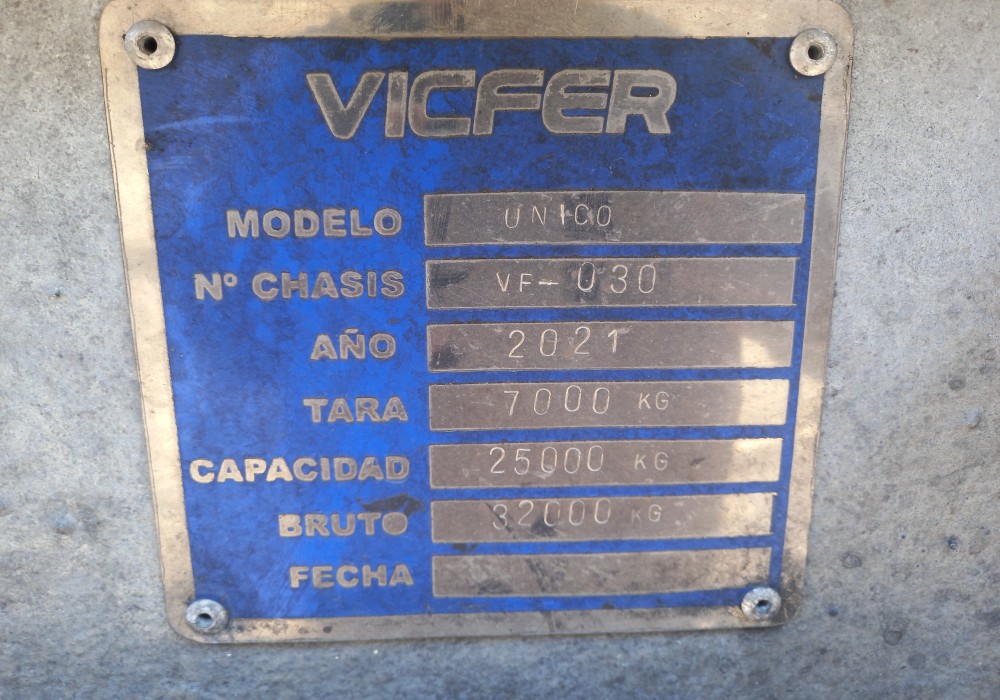 VICFER
MODELO UNICO
Nº CHASIS VF-030
AÑO 2021
TARA 7000 KG
CAPACIDAD 25000 KG
BRUTO 32000 KG
FECHA